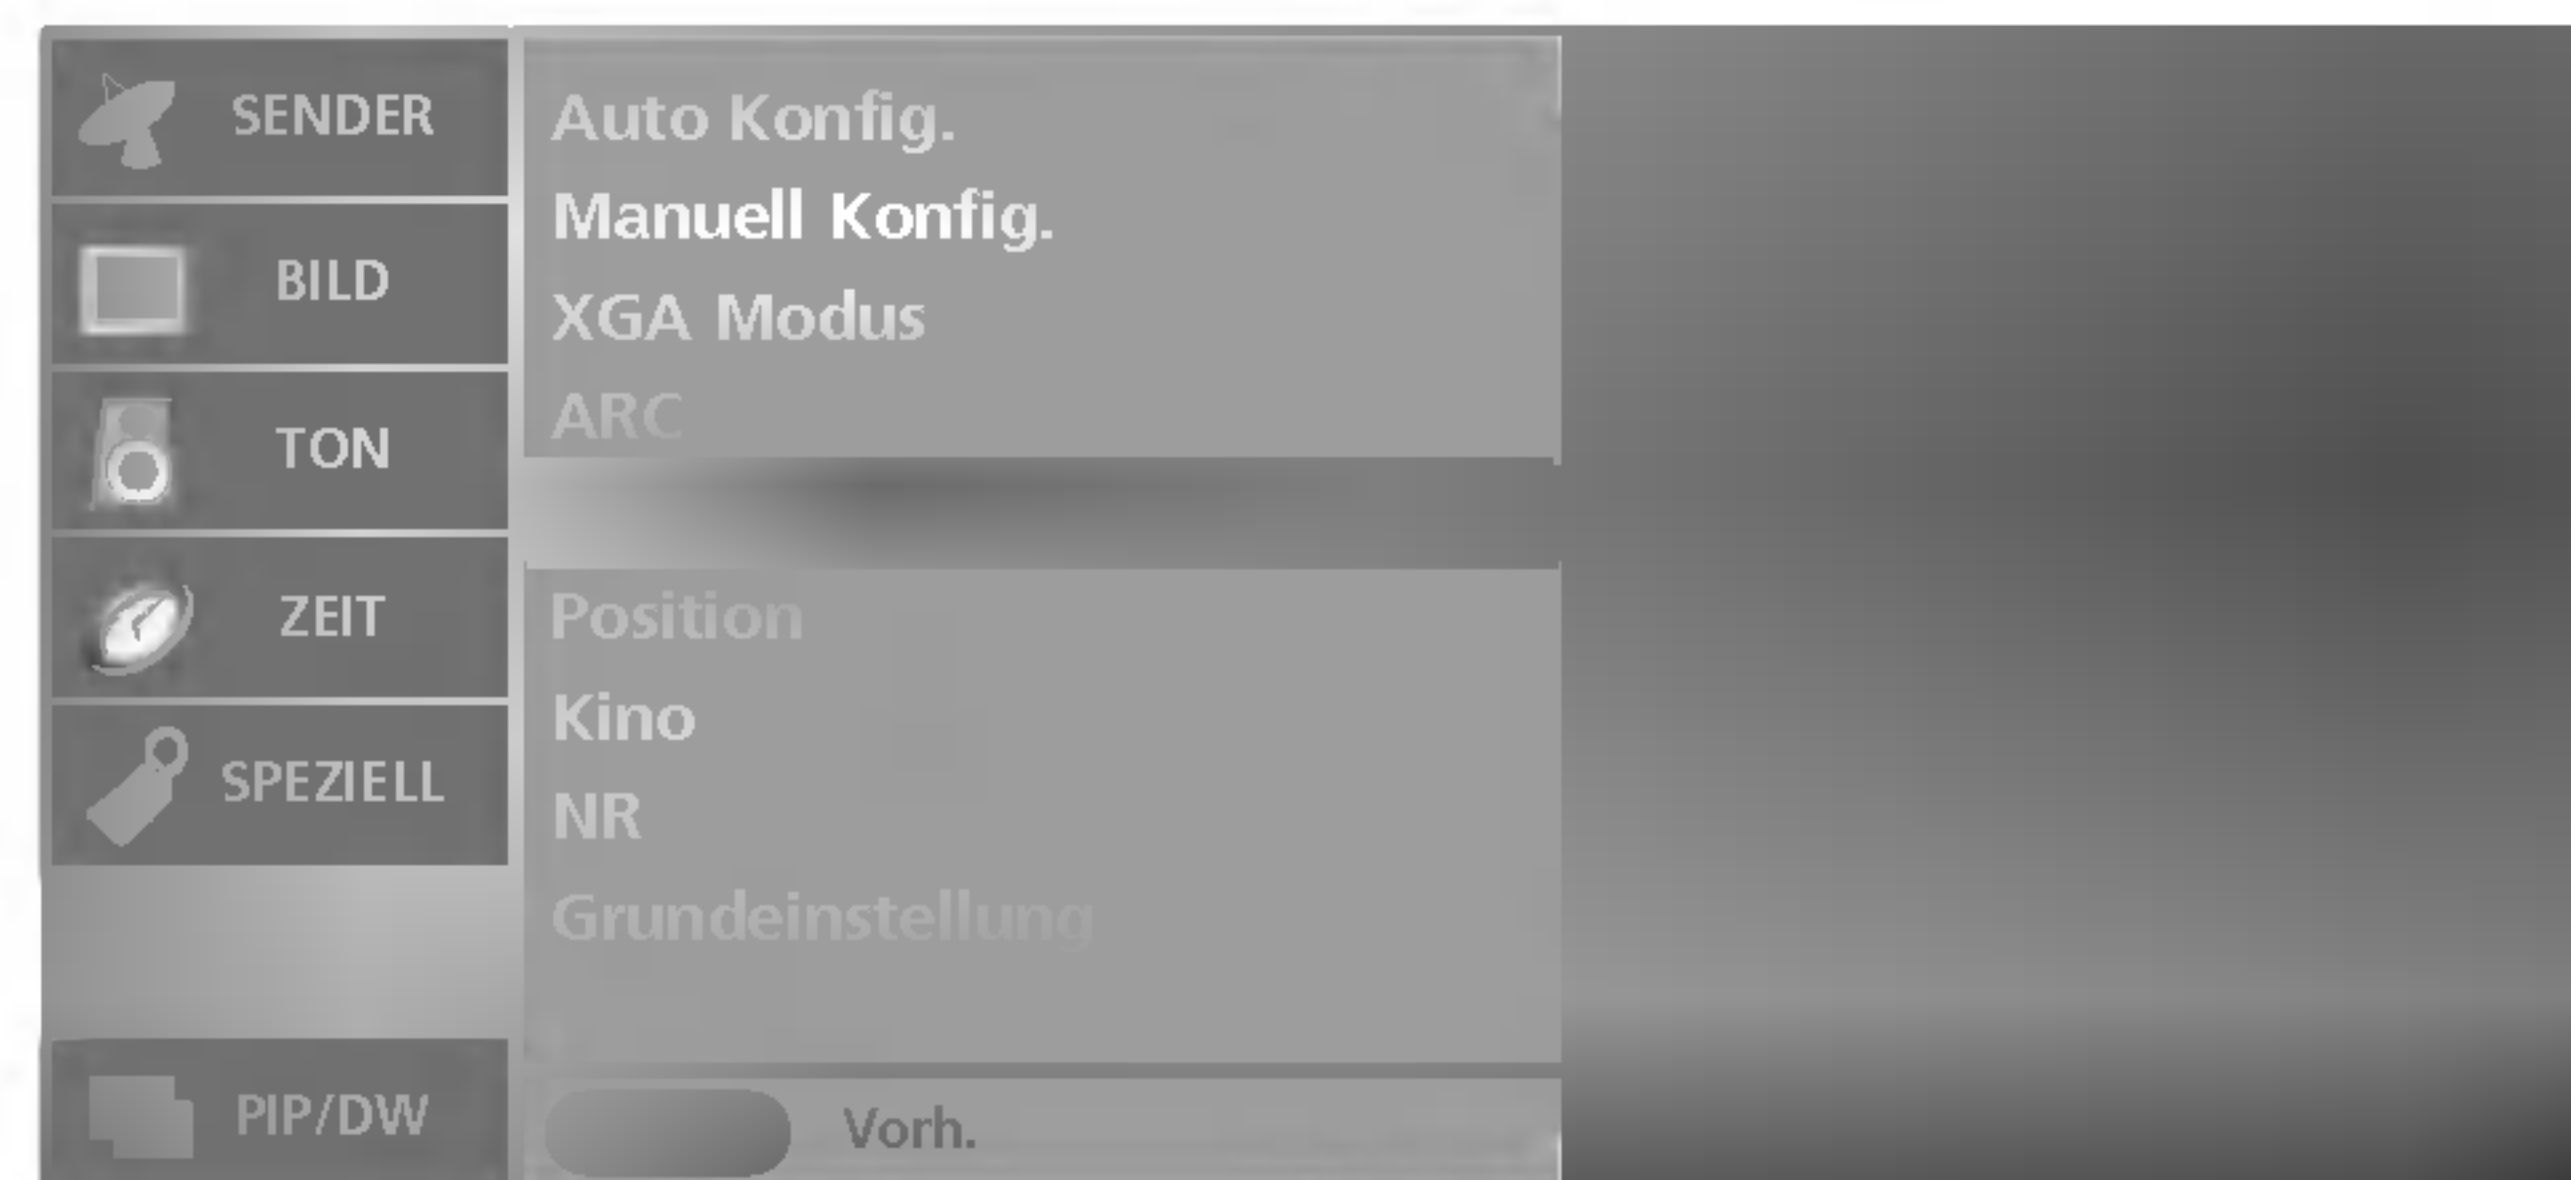 SENDER
BILD
TON
ZEIT
SPEZIELL
PIP/DW
Auto Konfig.
Manuell Konfig.
XGA Modus
ARC
Position
Kino
NR
Grundeinstellung
Vorh.